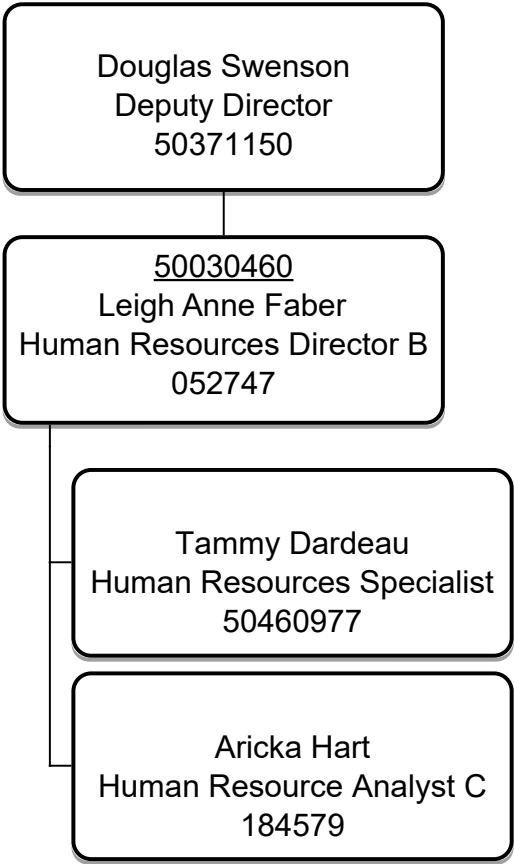 Douglas Swenson
Deputy Director
50371150
50030460
Leigh Anne Faber
Human Resources Director B
052747
Tammy Dardeau
Human Resources Specialist
50460977
Aricka Hart
Human Resource Analyst C
184579